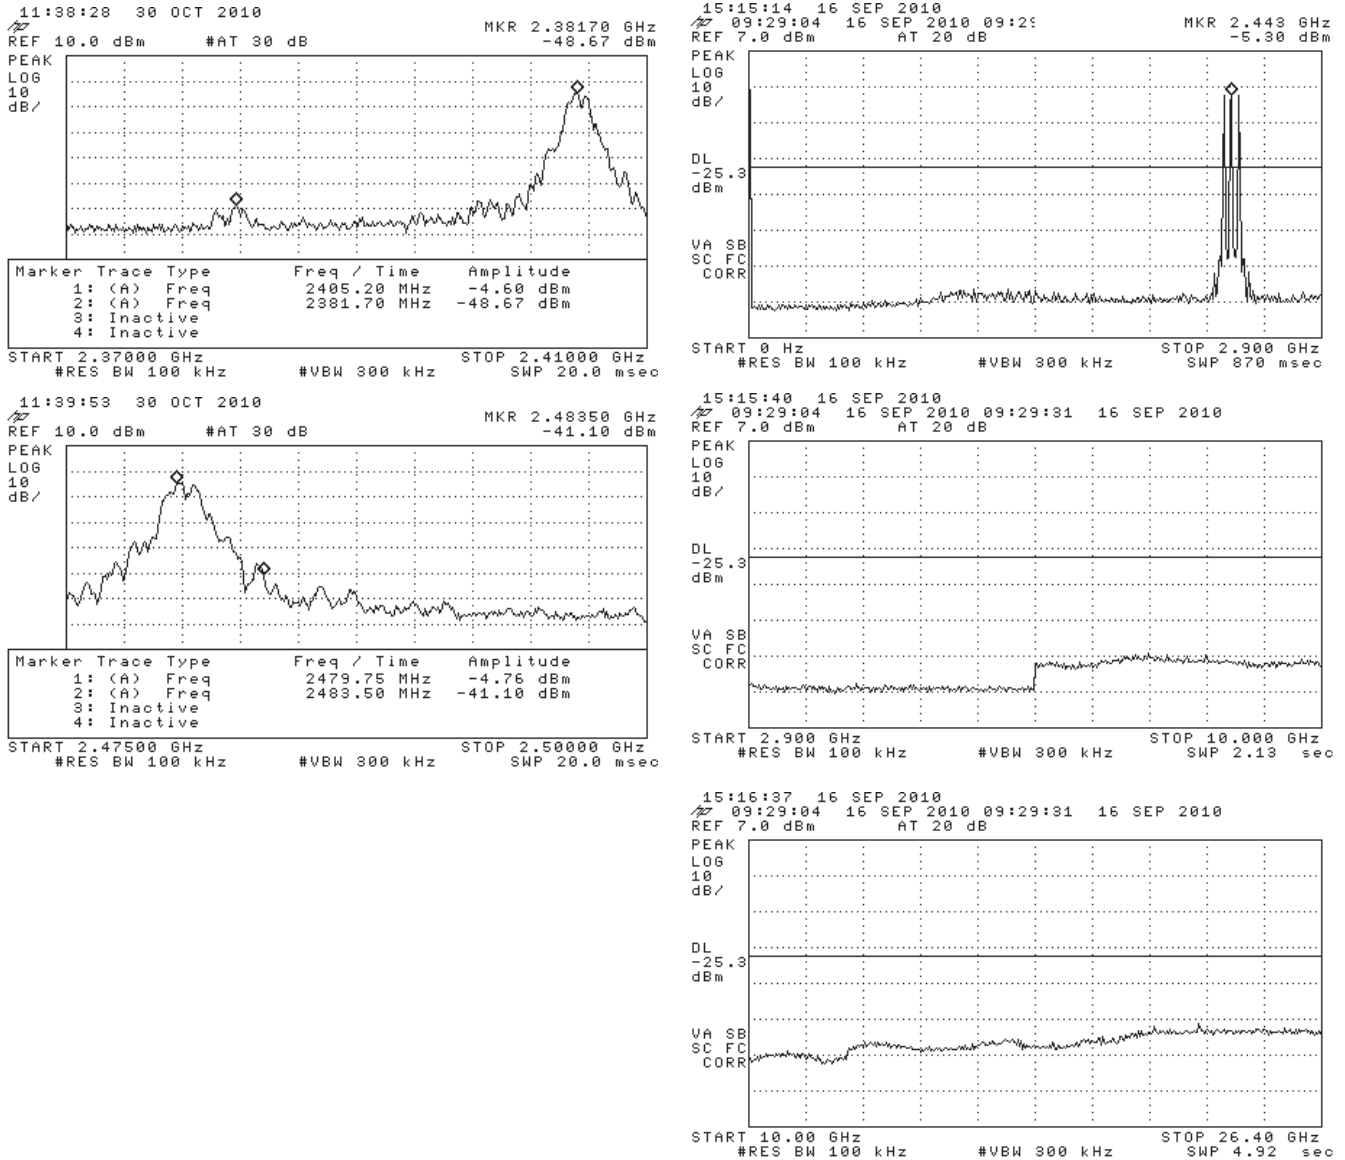 11:38:28 30 OCT 2010
hp
MKR 2.38170 GHz
REF 10.0 dBm #AT 30 dB -48.67 dBm
PEAK
LOG
10
dB/
Marker Trace Type Freq / Time Amplitude
1: (A) Freq 2405.20 MHz -4.60 dBm
2: (A) Freq 2381.70 MHz -48.67 dBm
3: Inactive
4: Inactive
START 2.37000 GHz STOP 2.41000 GHz
#RES BW 100 kHz #VBW 300 kHz SWP 20.0 msec
11:39:53 30 OCT 2010
hp
MKR 2.48350 GHz
REF 10.0 dBm #AT 30 dB -41.10 dBm
PEAK
LOG
10
dB/
Marker Trace Type Freq / Time Amplitude
1: (A) Freq 2479.75 MHz -4.76 dBm
2: (A) Freq 2483.50 MHz -41.10 dBm
3: Inactive
4: Inactive
START 2.47500 GHz STOP 2.50000 GHz
#RES BW 100 kHz #VBW 300 kHz SWP 20.0 msec
15:15:14 16 SEP 2010
hp 09:29:04 16 SEP 2010 09:29 MKR 2.443 GHz
REF 7.0 dBm AT 20 dB -5.30 dBm
PEAK
LOG
10
dB/
DL
-25.3
dBm
VA SB
SC FC
CORR
START 0 Hz STOP 2.900 GHz
#RES BW 100 kHz #VBW 300 kHz SWP 870 msec
15:15:40 16 SEP 2010
hp 09:29:04 16 SEP 2010 09:29:31 16 SEP 2010
REF 7.0 dBm AT 20 dB
PEAK
LOG
10
dB/
DL
-25.3
dBm
VA SB
SC FC
CORR
START 2.900 GHz STOP 10.000 GHz
#RES BW 100 kHz #VBW 300 kHz SWP 2.13 sec
15:16:37 16 SEP 2010
hp 09:29:04 16 SEP 2010 09:29:31 16 SEP 2010
REF 7.0 dBm AT 20 dB
PEAK
LOG
10
dB/
DL
-25.3
dBm
VA SB
SC FC
CORR
START 10.00 GHz STOP 26.40 GHz
#RES BW 100 kHz #VBW 300 kHz SWP 4.92 sec